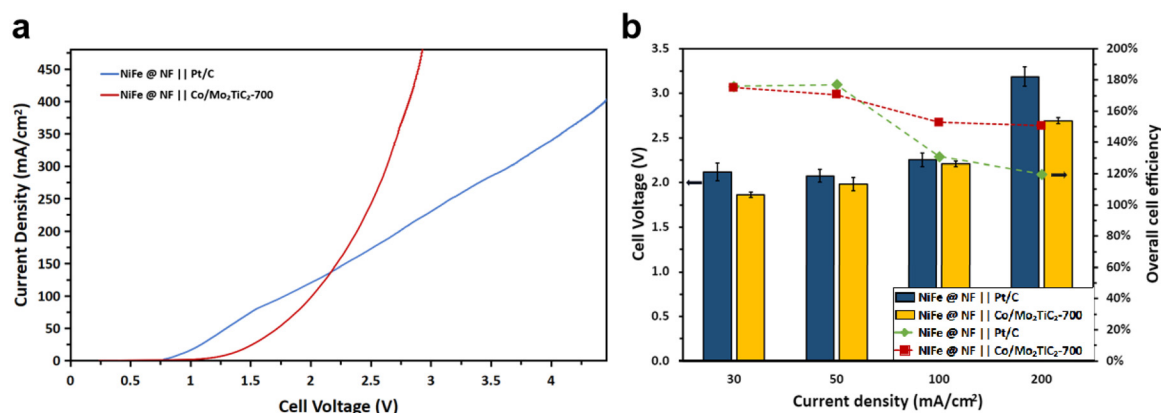 a
Current Density (mA/cm²)
450
400
350
300
250
200
150
100
50
0
NiFe @ NF || Pt/C
NiFe @ NF || Co/Mo₂TiC₂-700
0 0.5 1 1.5 2 2.5 3 3.5 4
Cell Voltage (V)
b
Cell Voltage (V)
3.5
3.0
2.5
2.0
1.5
1.0
0.5
0.0
NiFe @ NF || Pt/C
NiFe @ NF || Co/Mo₂TiC₂-700
NiFe @ NF || Pt/C
NiFe @ NF || Co/Mo₂TiC₂-700
200%
180%
160%
140%
120%
100%
80%
60%
40%
20%
0%
Overall cell efficiency
30 50 100 200
Current density (mA/cm²)